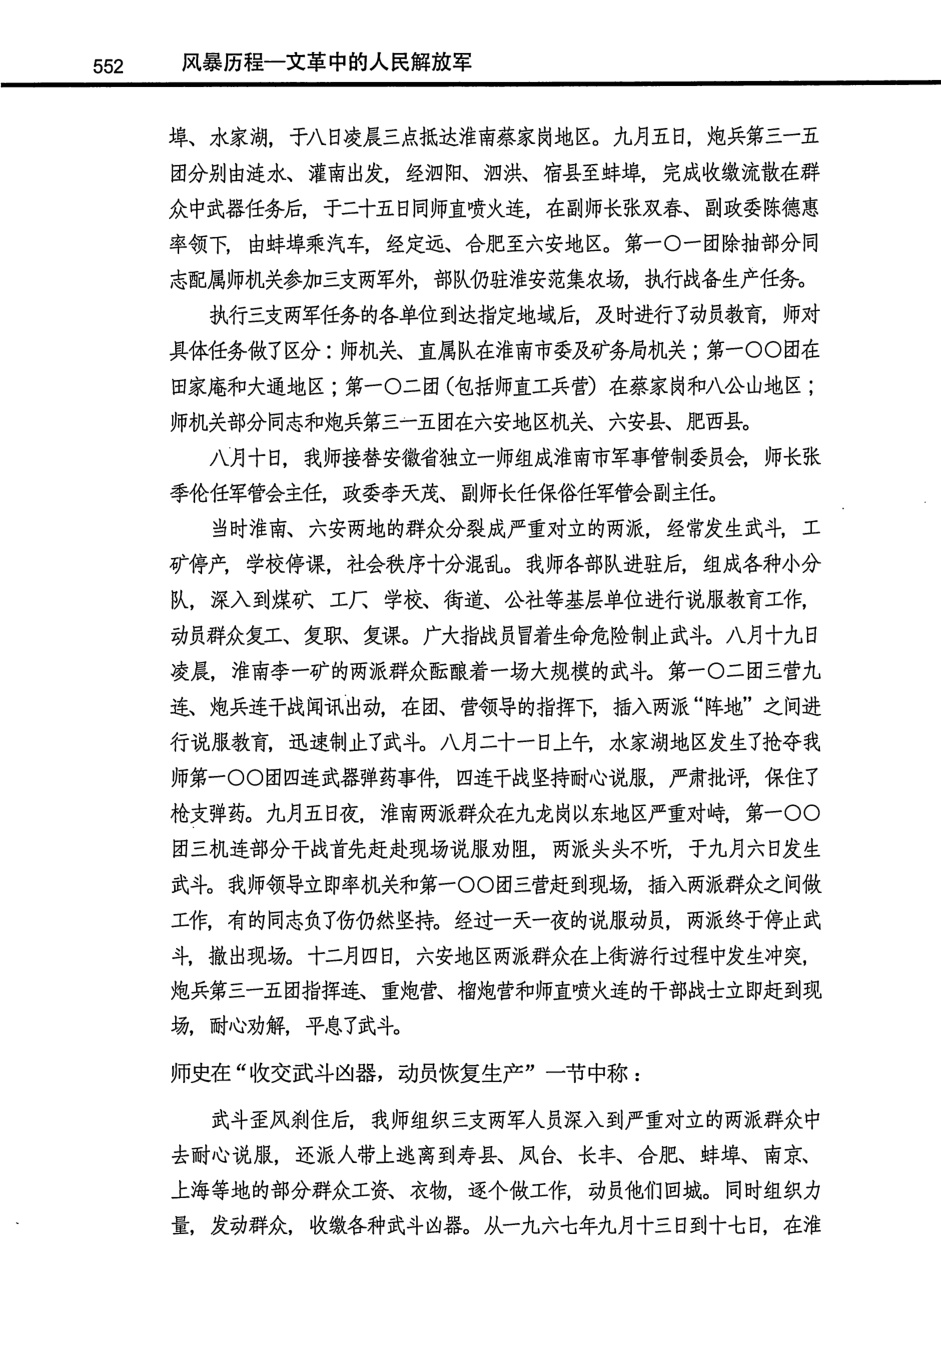 552 风暴历程—文革中的人民解放军
埠、水家湖，于八日凌晨三点抵达淮南蔡家岗地区。九月五日，炮兵第三一五
团分别由涟水、灌南出发，经泗阳、泗洪、宿县至蚌埠，完成收缴流散在群
众中武器任务后，于二十五日同师直喷火连，在副师长张双春、副政委陈德惠
率领下，由蚌埠乘汽车，经定远、合肥至六安地区。第一〇一团除抽部分同
志配属师机关参加三支两军外，部队仍驻淮安范集农场，执行战备生产任务。
执行三支两军任务的各单位到达指定地域后，及时进行了动员教育，师对
具体任务做了区分：师机关、直属队在淮南市委及矿务局机关；第一〇〇团在
田家庵和大通地区；第一〇二团（包括师直工兵营）在蔡家岗和八公山地区；
师机关部分同志和炮兵第三一五团在六安地区机关、六安县、肥西县。
八月十日，我师接替安徽省独立一师组成淮南市军事管制委员会，师长张
季伦任军管会主任，政委李天茂、副师长任保俗任军管会副主任。
当时淮南、六安两地的群众分裂成严重对立的两派，经常发生武斗，工
矿停产，学校停课，社会秩序十分混乱。我师各部队进驻后，组成各种小分
队，深入到煤矿、工厂、学校、街道、公社等基层单位进行说服教育工作，
动员群众复工、复职、复课。广大指战员冒着生命危险制止武斗。八月十九日
凌晨，淮南李一矿的两派群众酝酿着一场大规模的武斗。第一〇二团三营九
连、炮兵连干战闻讯出动，在团、营领导的指挥下，插入两派“阵地”之间进
行说服教育，迅速制止了武斗。八月二十一日上午，水家湖地区发生了抢夺我
师第一〇〇团四连武器弹药事件，四连干战坚持耐心说服，严肃批评，保住了
枪支弹药。九月五日夜，淮南两派群众在九龙岗以东地区严重对峙，第一〇〇
团三机连部分干战首先赶赴现场说服劝阻，两派头头不听，于九月六日发生
武斗。我师领导立即率机关和第一〇〇团三营赶到现场，插入两派群众之间做
工作，有的同志负了伤仍然坚持。经过一天一夜的说服动员，两派终于停止武
斗，撤出现场。十二月四日，六安地区两派群众在上街游行过程中发生冲突，
炮兵第三一五团指挥连、重炮营、榴炮营和师直喷火连的干部战士立即赶到现
场，耐心劝解，平息了武斗。
师史在“收交武斗凶器，动员恢复生产”一节中称：
武斗歪风刹住后，我师组织三支两军人员深入到严重对立的两派群众中
去耐心说服，还派人带上逃离到寿县、凤台、长丰、合肥、蚌埠、南京、
上海等地的部分群众工资、衣物，逐个做工作，动员他们回城。同时组织力
量，发动群众，收缴各种武斗凶器。从一九六七年九月十三日到十七日，在淮